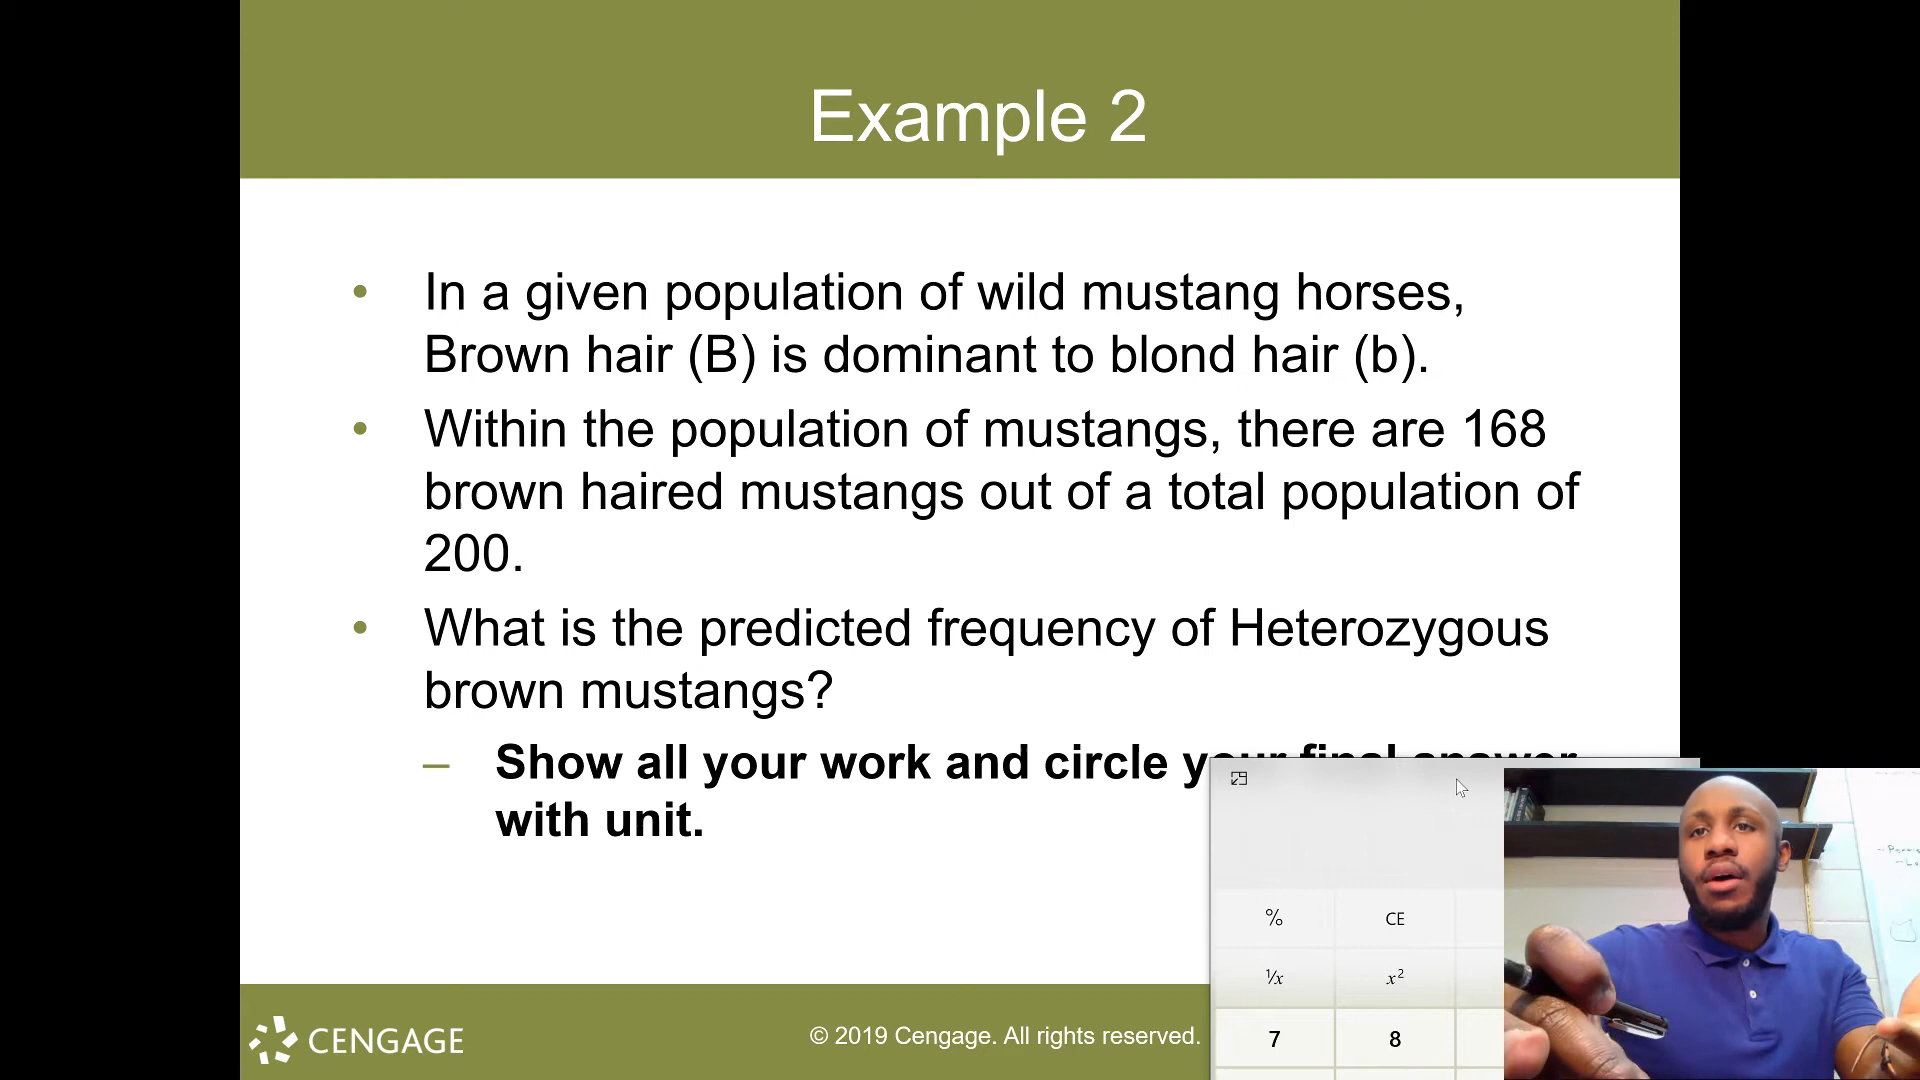 Example 2
• In a given population of wild mustang horses,
Brown hair (B) is dominant to blond hair (b).
• Within the population of mustangs, there are 168
brown haired mustangs out of a total population of
200.
• What is the predicted frequency of Heterozygous
brown mustangs?
– Show all your work and circle your final answer
with unit.
% CE
1/x x²
7 8
CENGAGE
© 2019 Cengage. All rights reserved.